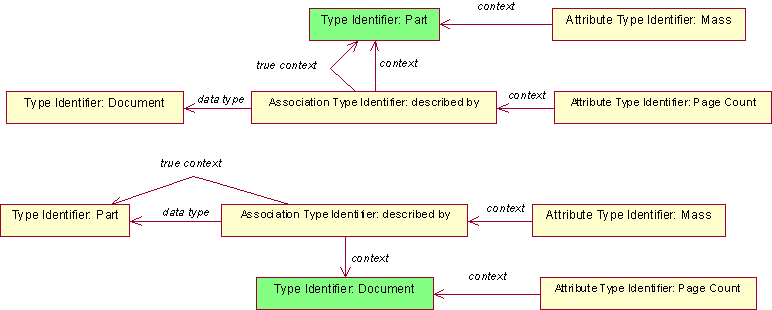 context
Type Identifier: Part
Attribute Type Identifier: Mass
true context
context
data type
context
Type Identifier: Document
Association Type Identifier: described by
Attribute Type Identifier: Page Count
true context
Type Identifier: Part
data type
Association Type Identifier: described by
context
Attribute Type Identifier: Mass
context
context
Type Identifier: Document
Attribute Type Identifier: Page Count